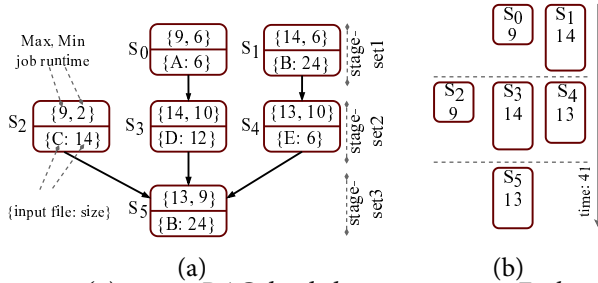 Max, Min
job runtime
S0
{9, 6}
{A: 6}
S1
{14, 6}
{B: 24}
stage-
set1
S2
{9, 2}
{C: 14}
S3
{14, 10}
{D: 12}
S4
{13, 10}
{E: 6}
stage-
set2
{input file: size}
S5
{13, 9}
{B: 24}
stage-
set3
(a)
S0
9
S1
14
S2
9
S3
14
S4
13
S5
13
time: 41
(b)